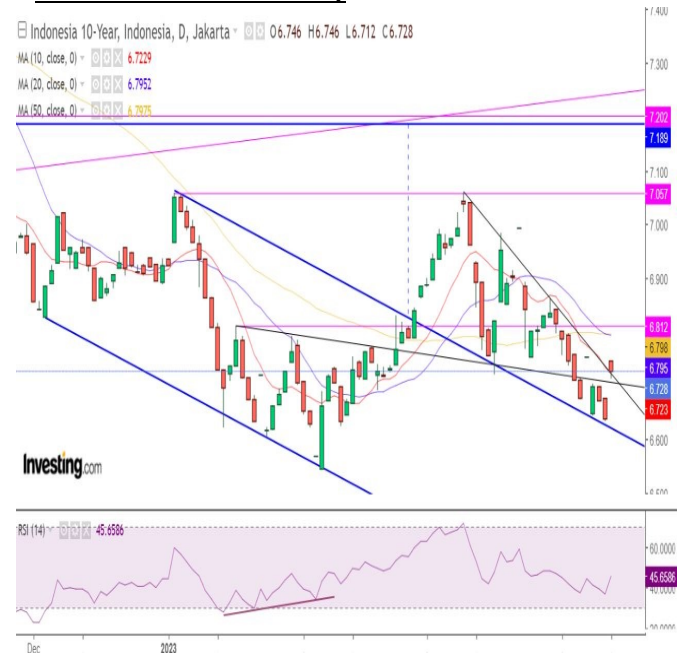 Indonesia 10-Year, Indonesia, D, Jakarta O6.746 H6.746 L6.712 C6.728
MA (10, close, 0) 6.7229
MA (20, close, 0) 6.7952
MA (50, close, 0) 6.7975
7.400
7.300
7.202
7.189
7.100
7.057
7.000
6.900
6.812
6.798
6.795
6.728
6.723
6.600
6.500
Investing.com
RSI (14) 45.6586
60.0000
45.6586
40.0000
20.0000
Dec 2023